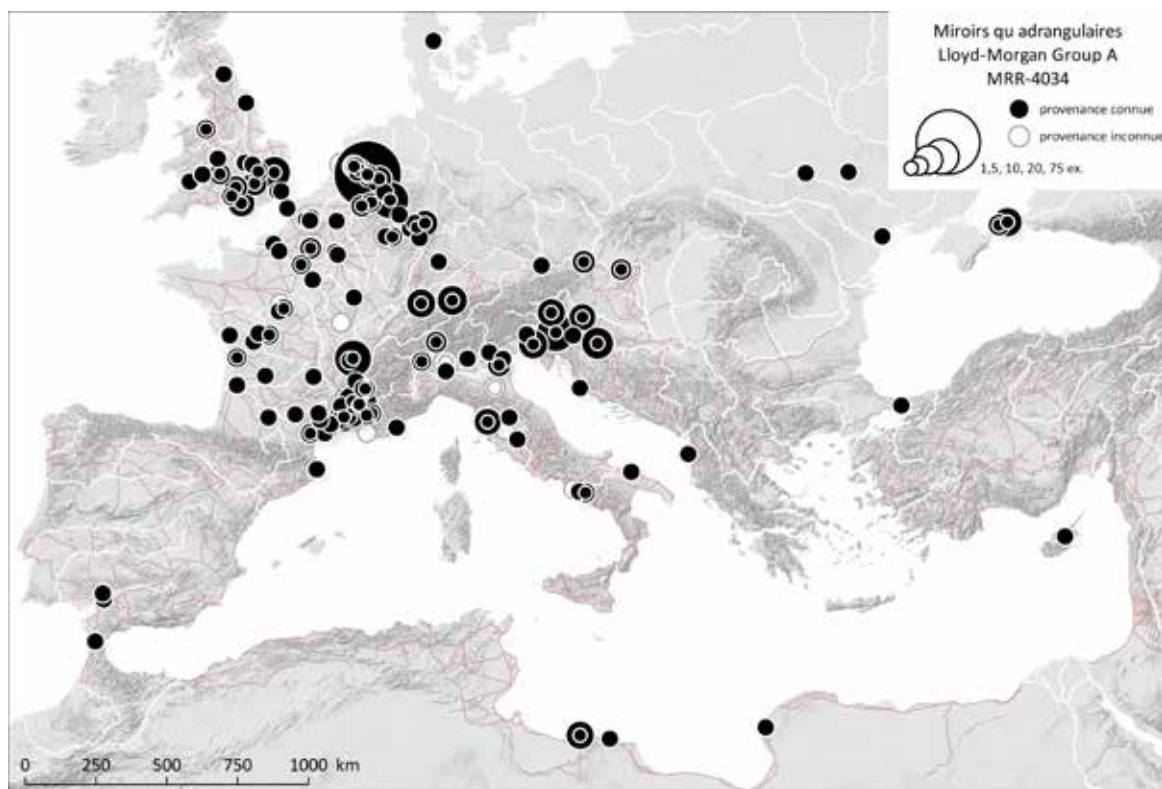 Miroirs qu adrangulaires
Lloyd-Morgan Group A
MRR-4034
provenance connue
provenance inconnue
1,5, 10, 20, 75 ex.
0 250 500 750 1000 km